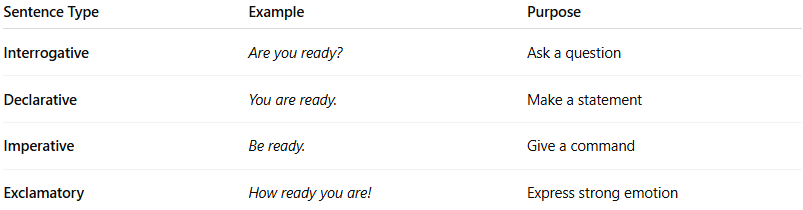 Sentence Type Example Purpose
Interrogative Are you ready? Ask a question
Declarative You are ready. Make a statement
Imperative Be ready. Give a command
Exclamatory How ready you are! Express strong emotion